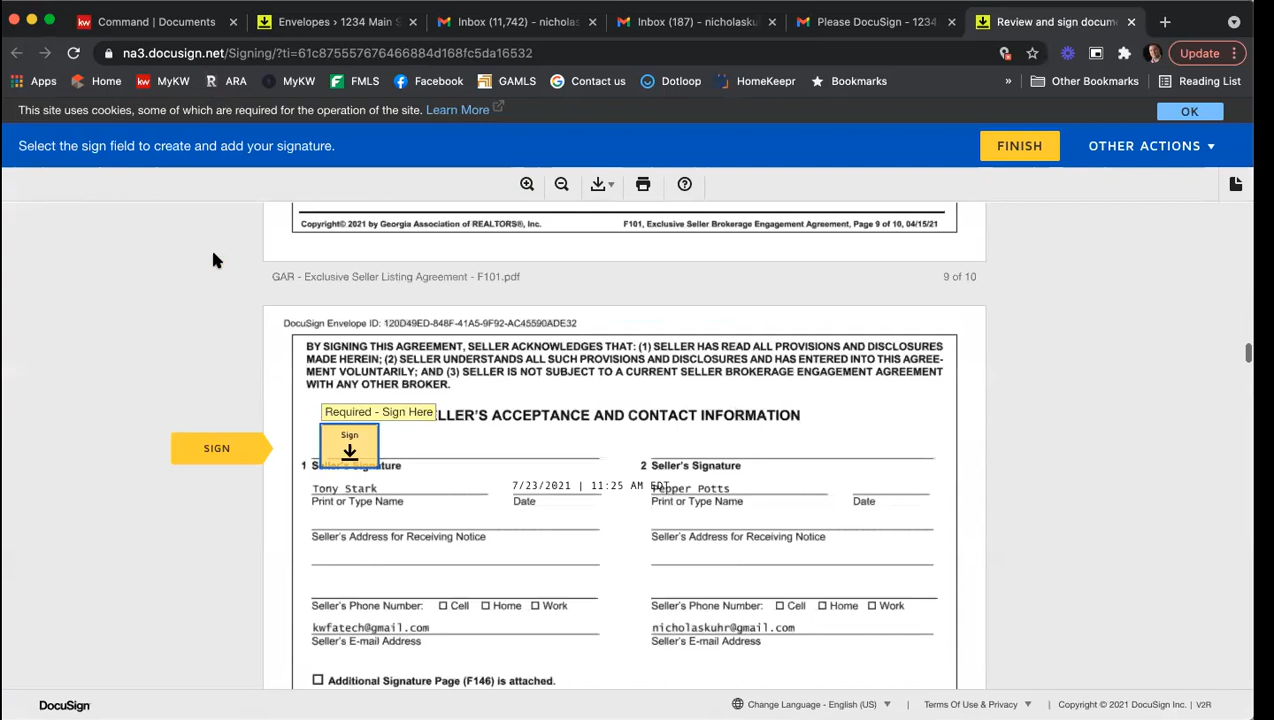 Command | Documents
Envelopes › 1234 Main S
Inbox (11,742) – nicholas
Inbox (187) – nicholaskuh
Please DocuSign - 1234
Review and sign docum
na3.docusign.net/Signing/?ti=61c875557676466884d168fc5da16532
Update
Apps
Home
kw MyKW
R ARA
MyKW
FMLS
Facebook
GAMLS
Contact us
Dotloop
HomeKeepr
Bookmarks
»
Other Bookmarks
Reading List
This site uses cookies, some of which are required for the operation of the site. Learn More
OK
Select the sign field to create and add your signature.
FINISH
OTHER ACTIONS
Copyright© 2021 by Georgia Association of REALTORS®, Inc.
F101, Exclusive Seller Brokerage Engagement Agreement, Page 9 of 10, 04/15/21
GAR - Exclusive Seller Listing Agreement - F101.pdf
9 of 10
DocuSign Envelope ID: 120D49ED-848F-41A5-9F92-AC45590ADE32
BY SIGNING THIS AGREEMENT, SELLER ACKNOWLEDGES THAT: (1) SELLER HAS READ ALL PROVISIONS AND DISCLOSURES
MADE HEREIN; (2) SELLER UNDERSTANDS ALL SUCH PROVISIONS AND DISCLOSURES AND HAS ENTERED INTO THIS AGREE-
MENT VOLUNTARILY; AND (3) SELLER IS NOT SUBJECT TO A CURRENT SELLER BROKERAGE ENGAGEMENT AGREEMENT
WITH ANY OTHER BROKER.
Required - Sign Here
LLER'S ACCEPTANCE AND CONTACT INFORMATION
Sign
SIGN
1 Seller's Signature
2 Seller's Signature
Tony Stark
7/23/2021 | 11:25 AM EDT
Pepper Potts
Print or Type Name
Date
Print or Type Name
Date
Seller's Address for Receiving Notice
Seller's Address for Receiving Notice
Seller's Phone Number: ☐ Cell ☐ Home ☐ Work
Seller's Phone Number: ☐ Cell ☐ Home ☐ Work
kwfatech@gmail.com
nicholaskuhr@gmail.com
Seller's E-mail Address
Seller's E-mail Address
☐ Additional Signature Page (F146) is attached.
DocuSign
Change Language - English (US)
Terms Of Use & Privacy
Copyright © 2021 DocuSign Inc. | V2R